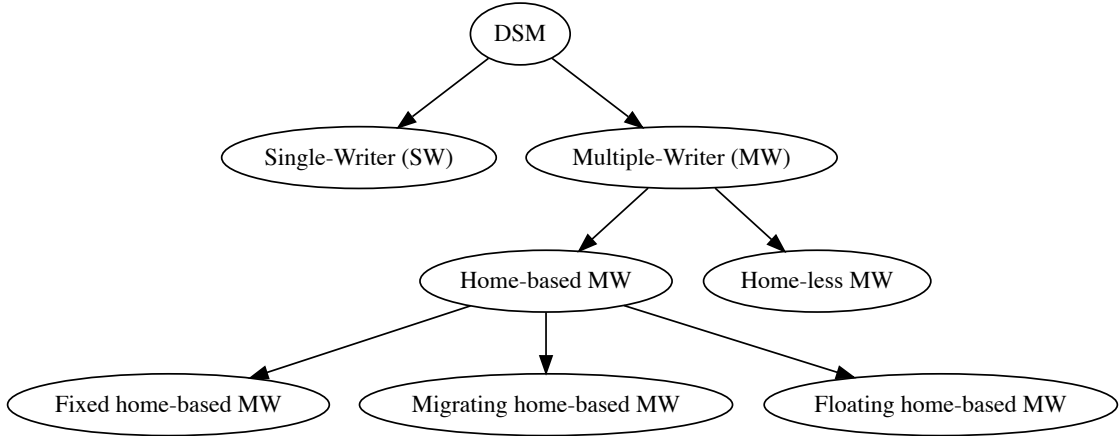 DSM
Single-Writer (SW)
Multiple-Writer (MW)
Home-based MW
Home-less MW
Fixed home-based MW
Migrating home-based MW
Floating home-based MW